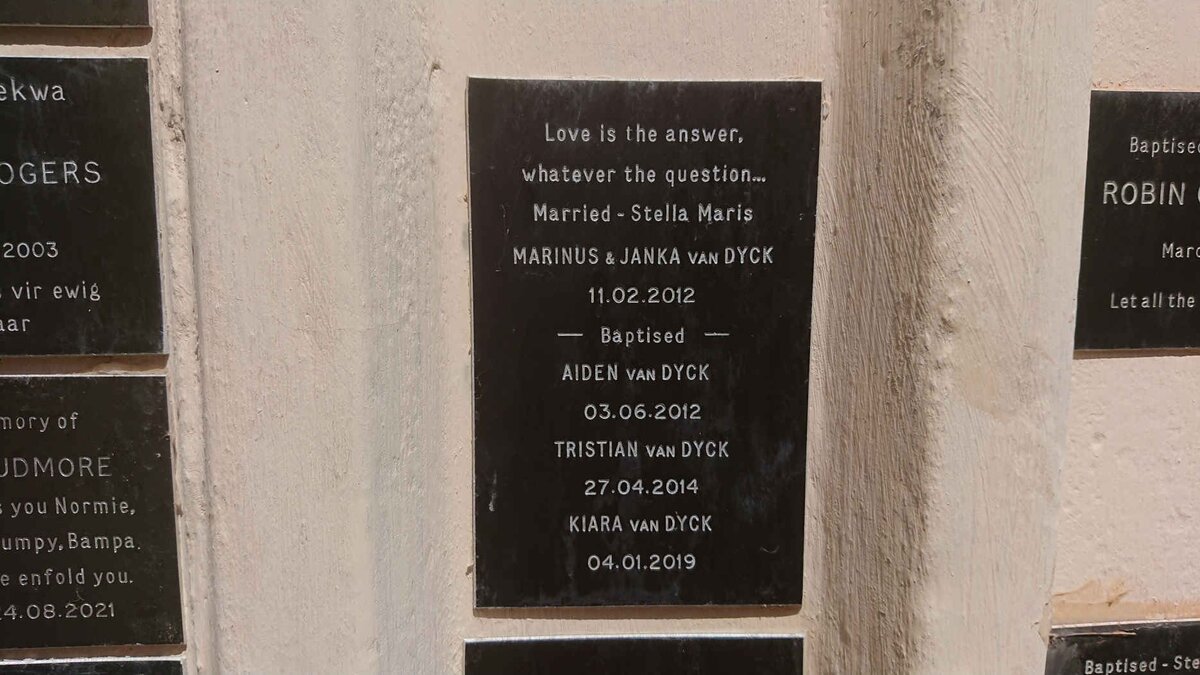 ekwa
OGERS
2003
vir ewig
aar
mory of
UDMORE
s you Normie,
umpy, Bampa.
e enfold you.
24.08.2021
Love is the answer,
whatever the question...
Married - Stella Maris
MARINUS & JANKA VAN DYCK
11.02.2012
— Baptised —
AIDEN VAN DYCK
03.06.2012
TRISTIAN VAN DYCK
27.04.2014
KIARA VAN DYCK
04.01.2019
Baptised
ROBIN
Marc
Let all the
Baptised - Ste